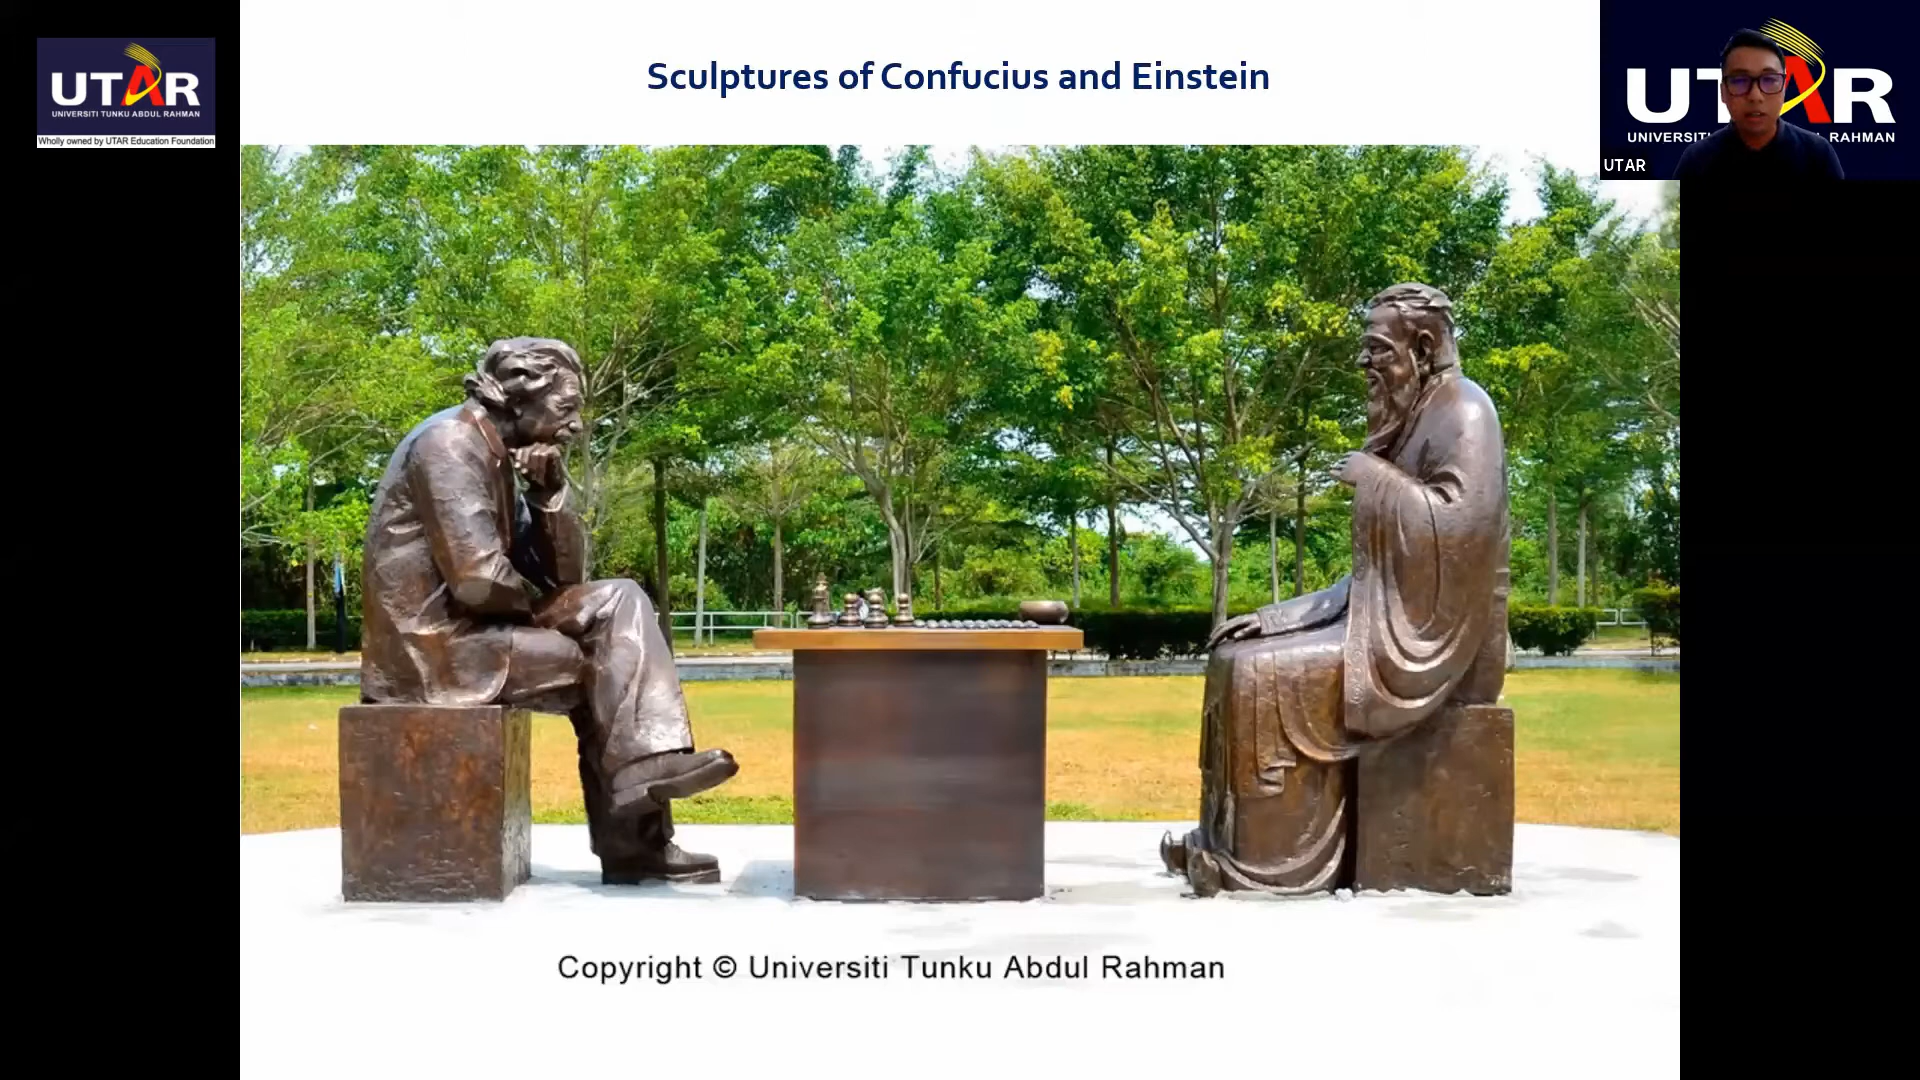 Sculptures of Confucius and Einstein
UTAR
UNIVERSITI TUNKU ABDUL RAHMAN
Wholly owned by UTAR Education Foundation
UT R
UNIVERSITI RAHMAN
UTAR
Copyright © Universiti Tunku Abdul Rahman